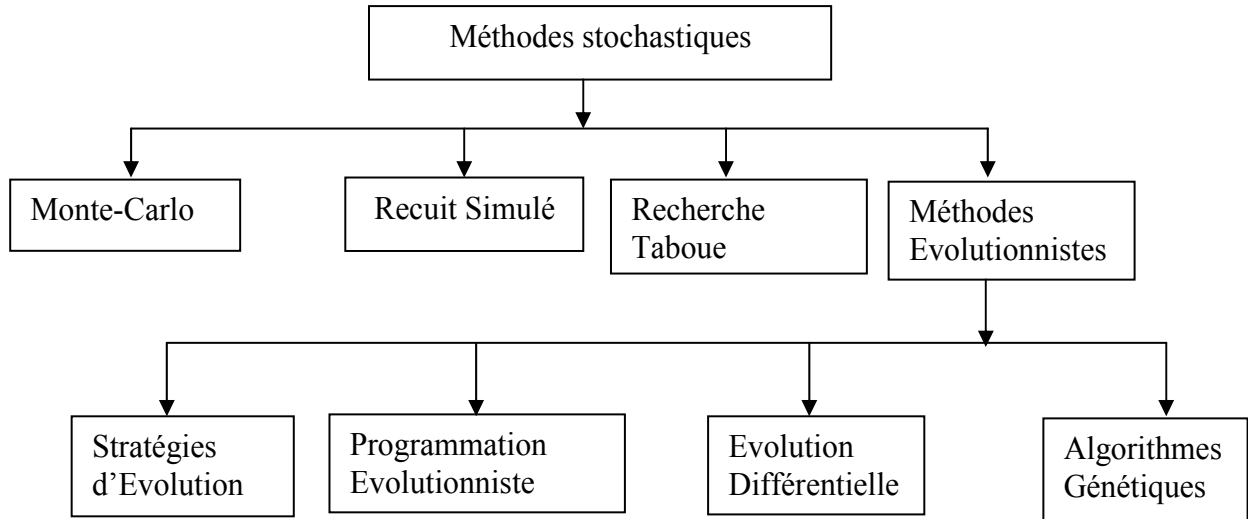 Méthodes stochastiques
Monte-Carlo
Recuit Simulé
Recherche
Taboue
Méthodes
Evolutionnistes
Stratégies
d’Evolution
Programmation
Evolutionniste
Evolution
Différentielle
Algorithmes
Génétiques